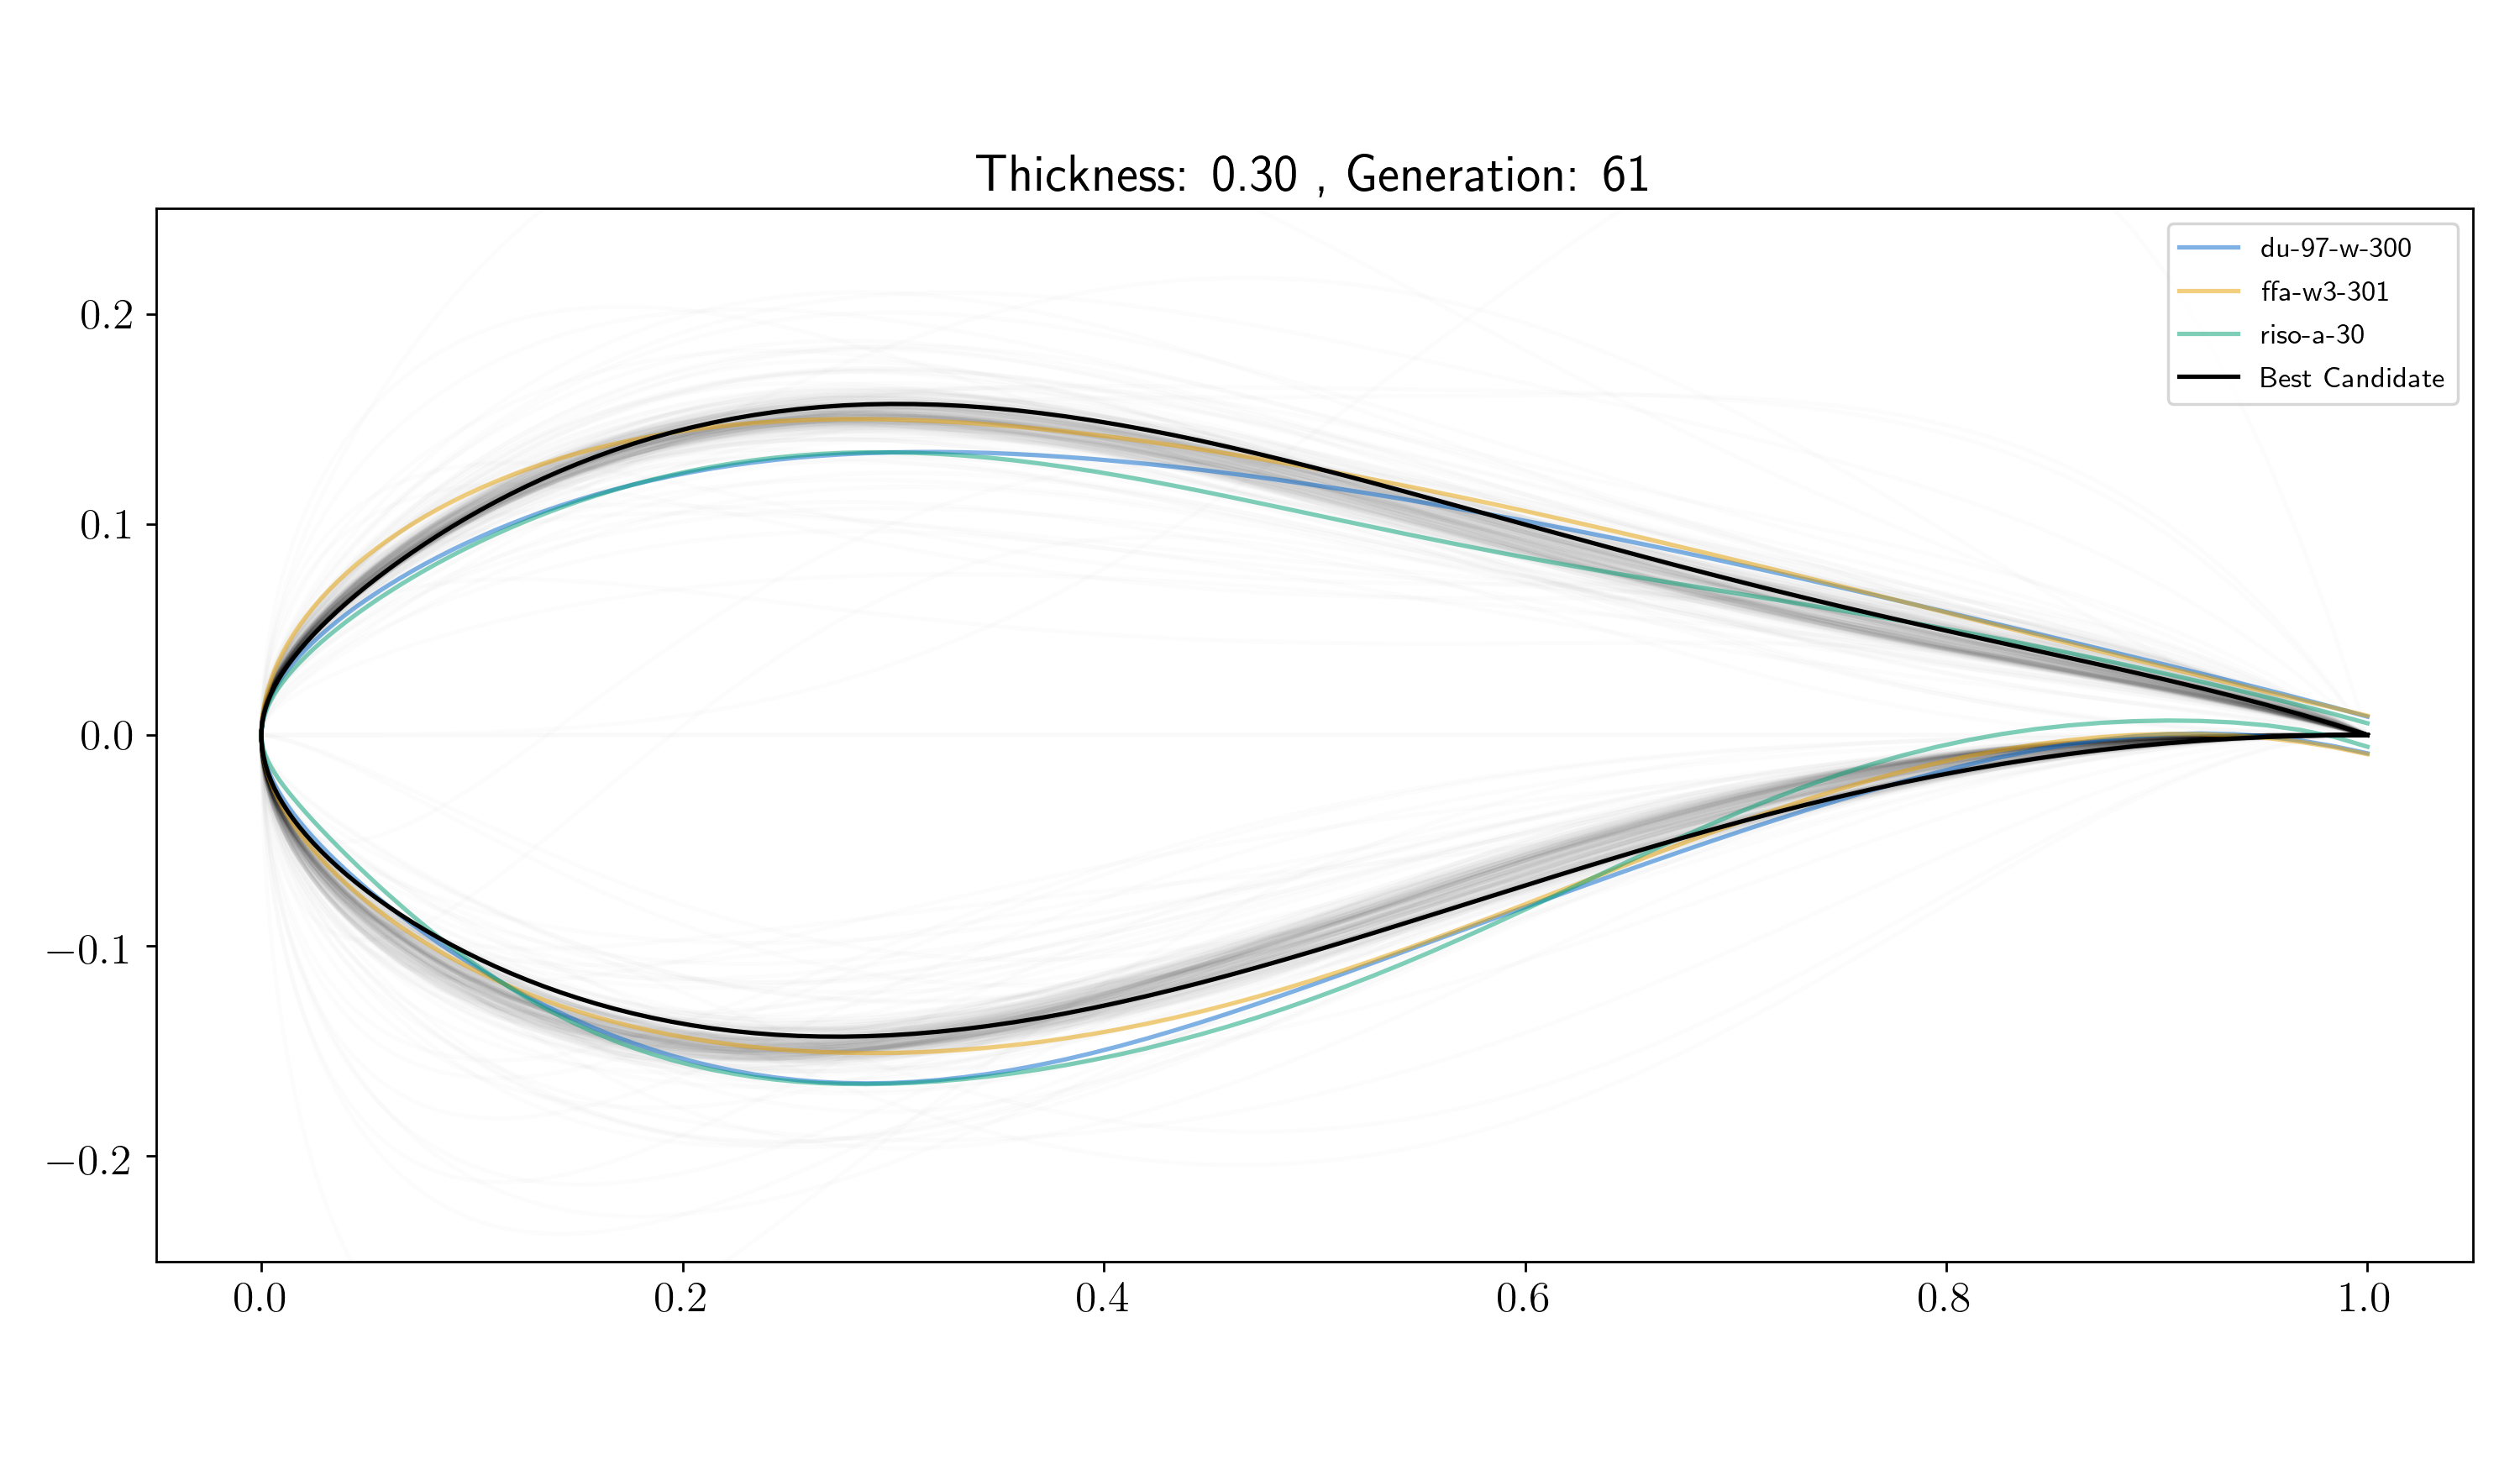 Thickness: 0.30 , Generation: 61
du-97-w-300
ffa-w3-301
riso-a-30
Best Candidate
0.2
0.1
0.0
−0.1
−0.2
0.0 0.2 0.4 0.6 0.8 1.0